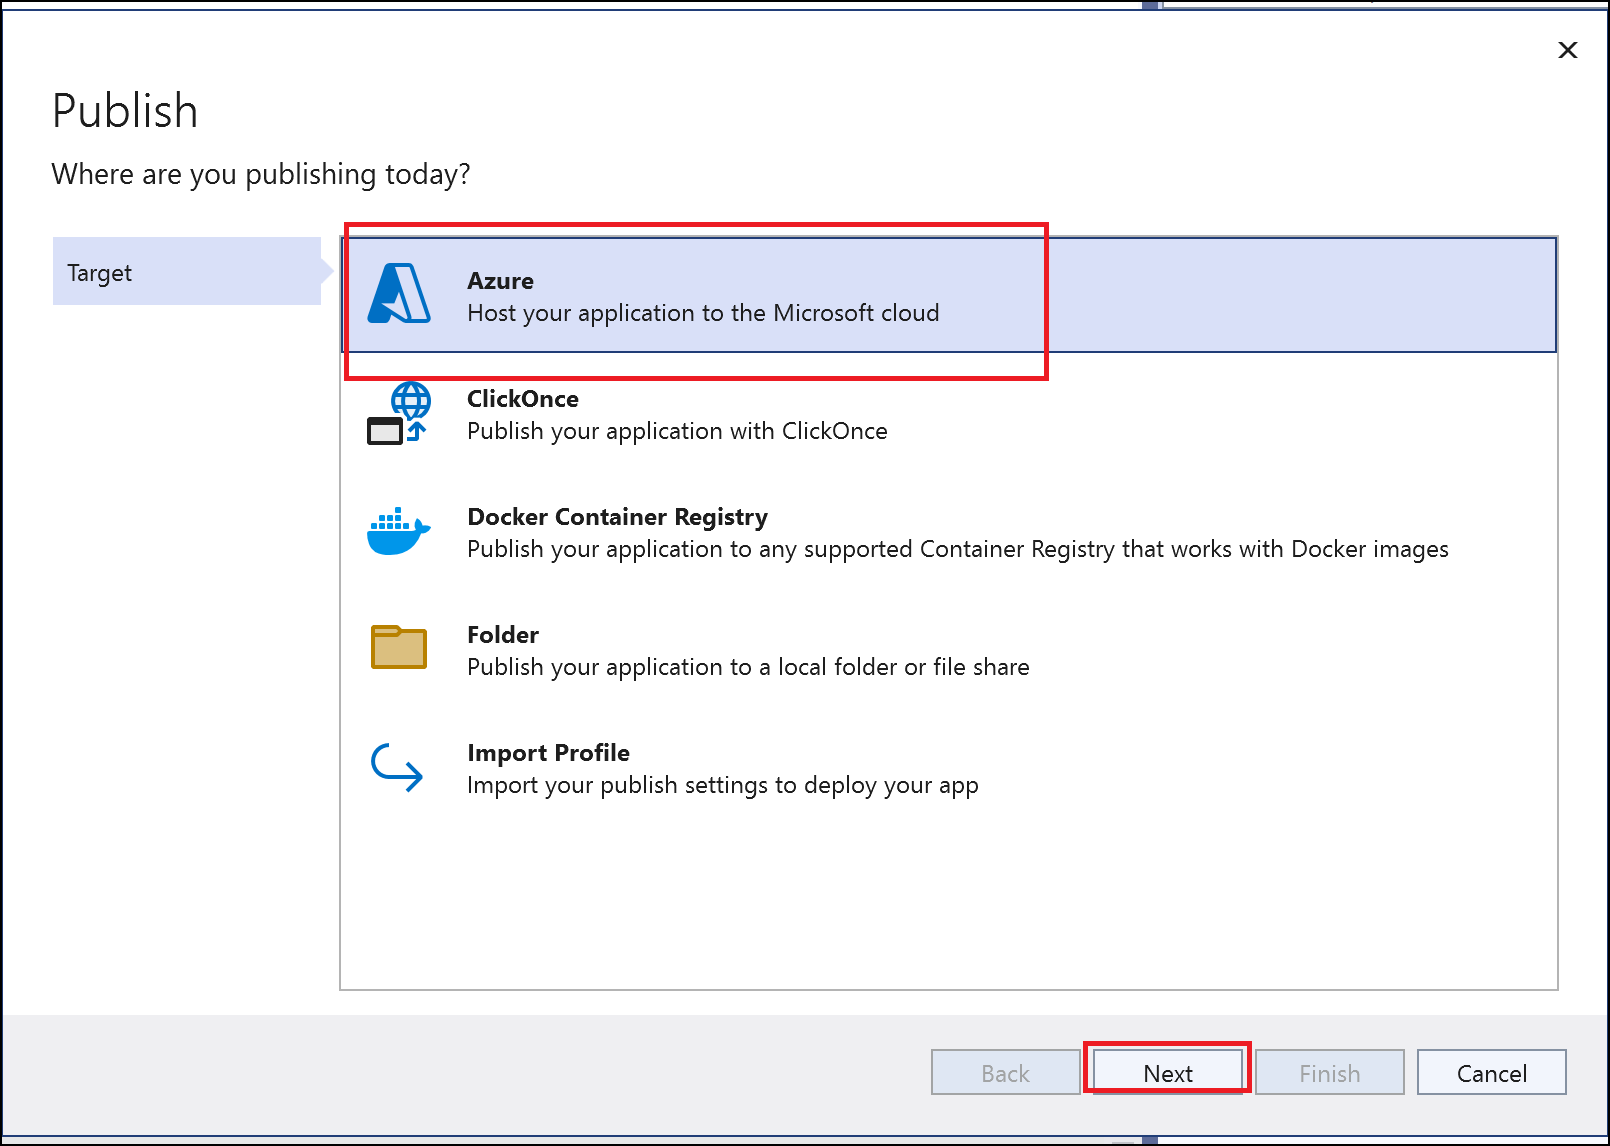 Publish
Where are you publishing today?
Target
Azure
Host your application to the Microsoft cloud
ClickOnce
Publish your application with ClickOnce
Docker Container Registry
Publish your application to any supported Container Registry that works with Docker images
Folder
Publish your application to a local folder or file share
Import Profile
Import your publish settings to deploy your app
Back
Next
Finish
Cancel